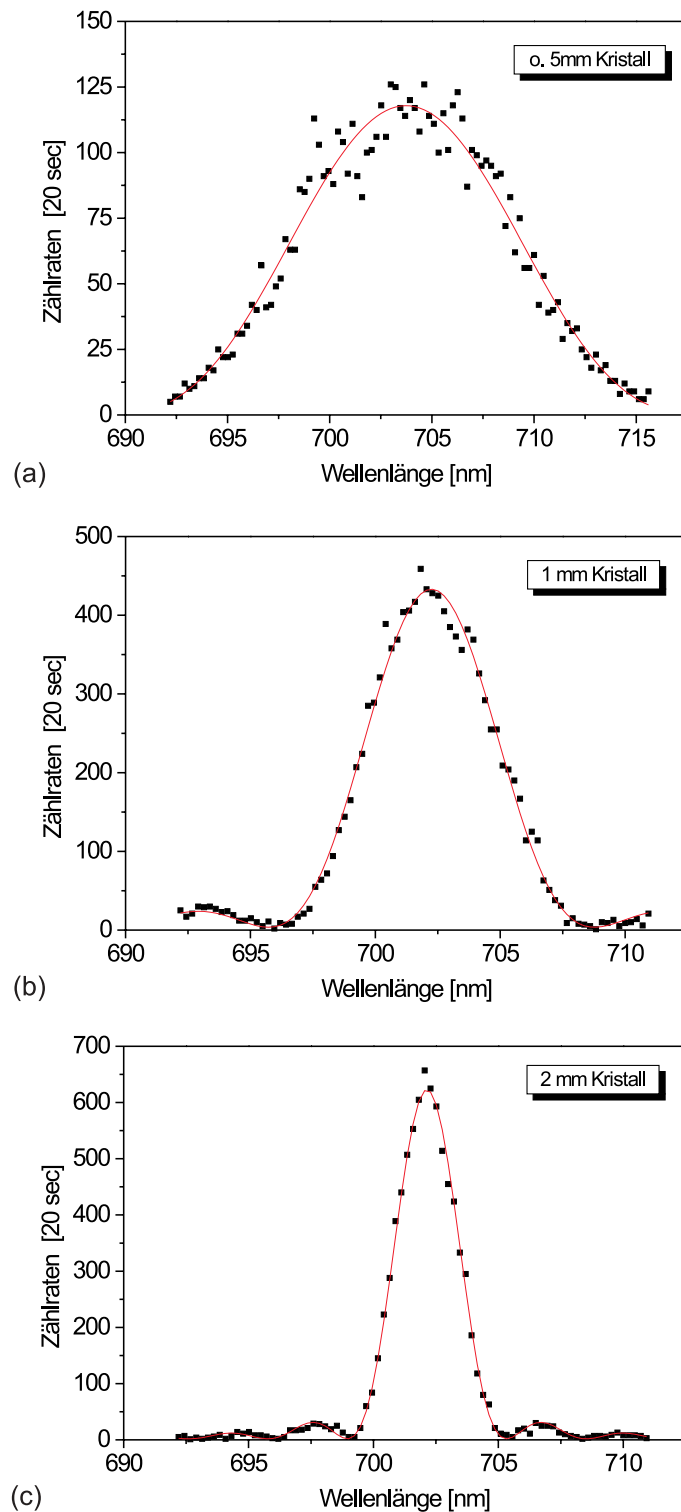 150
125
100
75
50
25
0
o. 5mm Kristall
Zählraten [20 sec]
690 695 700 705 710 715
(a) Wellenlänge [nm]
500
400
300
200
100
0
1 mm Kristall
Zählraten [20 sec]
690 695 700 705 710
(b) Wellenlänge [nm]
700
600
500
400
300
200
100
0
2 mm Kristall
Zählraten [20 sec]
690 695 700 705 710
(c) Wellenlänge [nm]